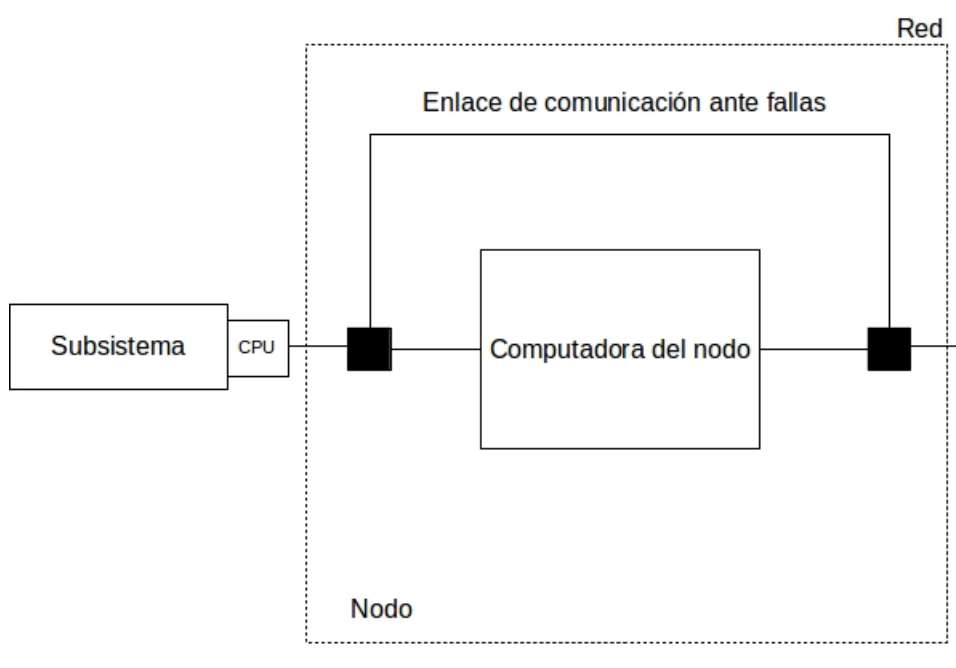 Red
Enlace de comunicación ante fallas
Subsistema
CPU
Computadora del nodo
Nodo